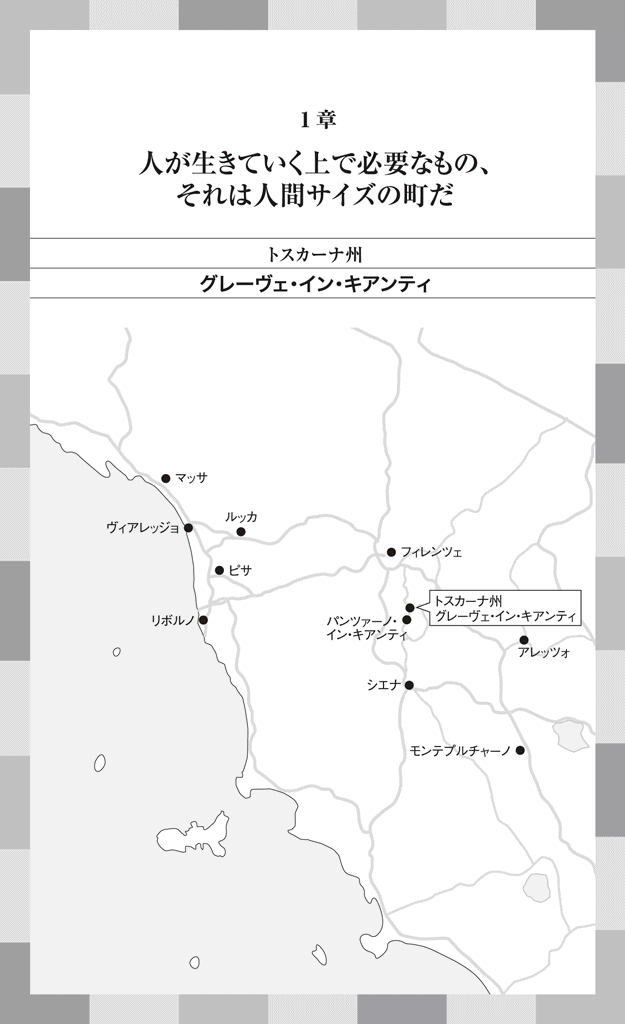 1章
人が生きていく上で必要なもの、
それは人間サイズの町だ
トスカーナ州
グレーヴェ・イン・キアンティ
マッサ
ルッカ
ヴィアレッジョ
フィレンツェ
ピサ
トスカーナ州
グレーヴェ・イン・キアンティ
リボルノ
パンツァーノ・
イン・キアンティ
アレッツォ
シエナ
モンテプルチャーノ